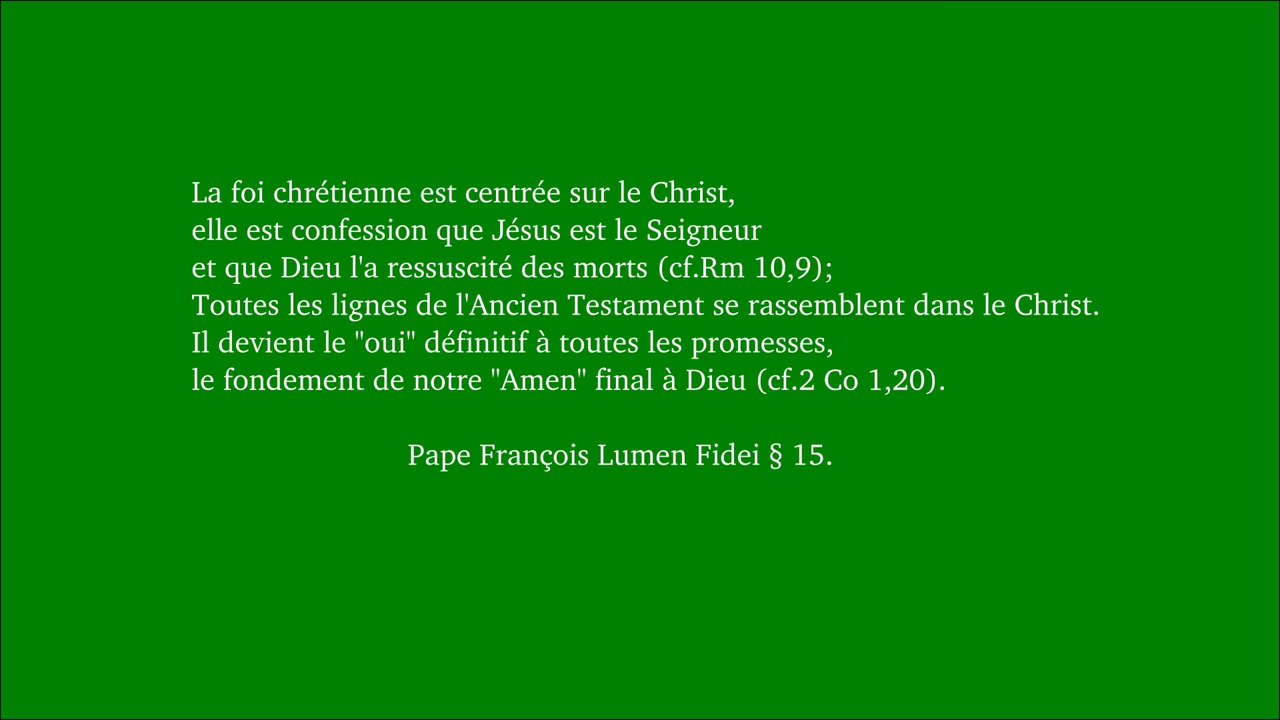 La foi chrétienne est centrée sur le Christ,
elle est confession que Jésus est le Seigneur
et que Dieu l'a ressuscité des morts (cf.Rm 10,9);
Toutes les lignes de l'Ancien Testament se rassemblent dans le Christ.
Il devient le "oui" définitif à toutes les promesses,
le fondement de notre "Amen" final à Dieu (cf.2 Co 1,20).
Pape François Lumen Fidei § 15.